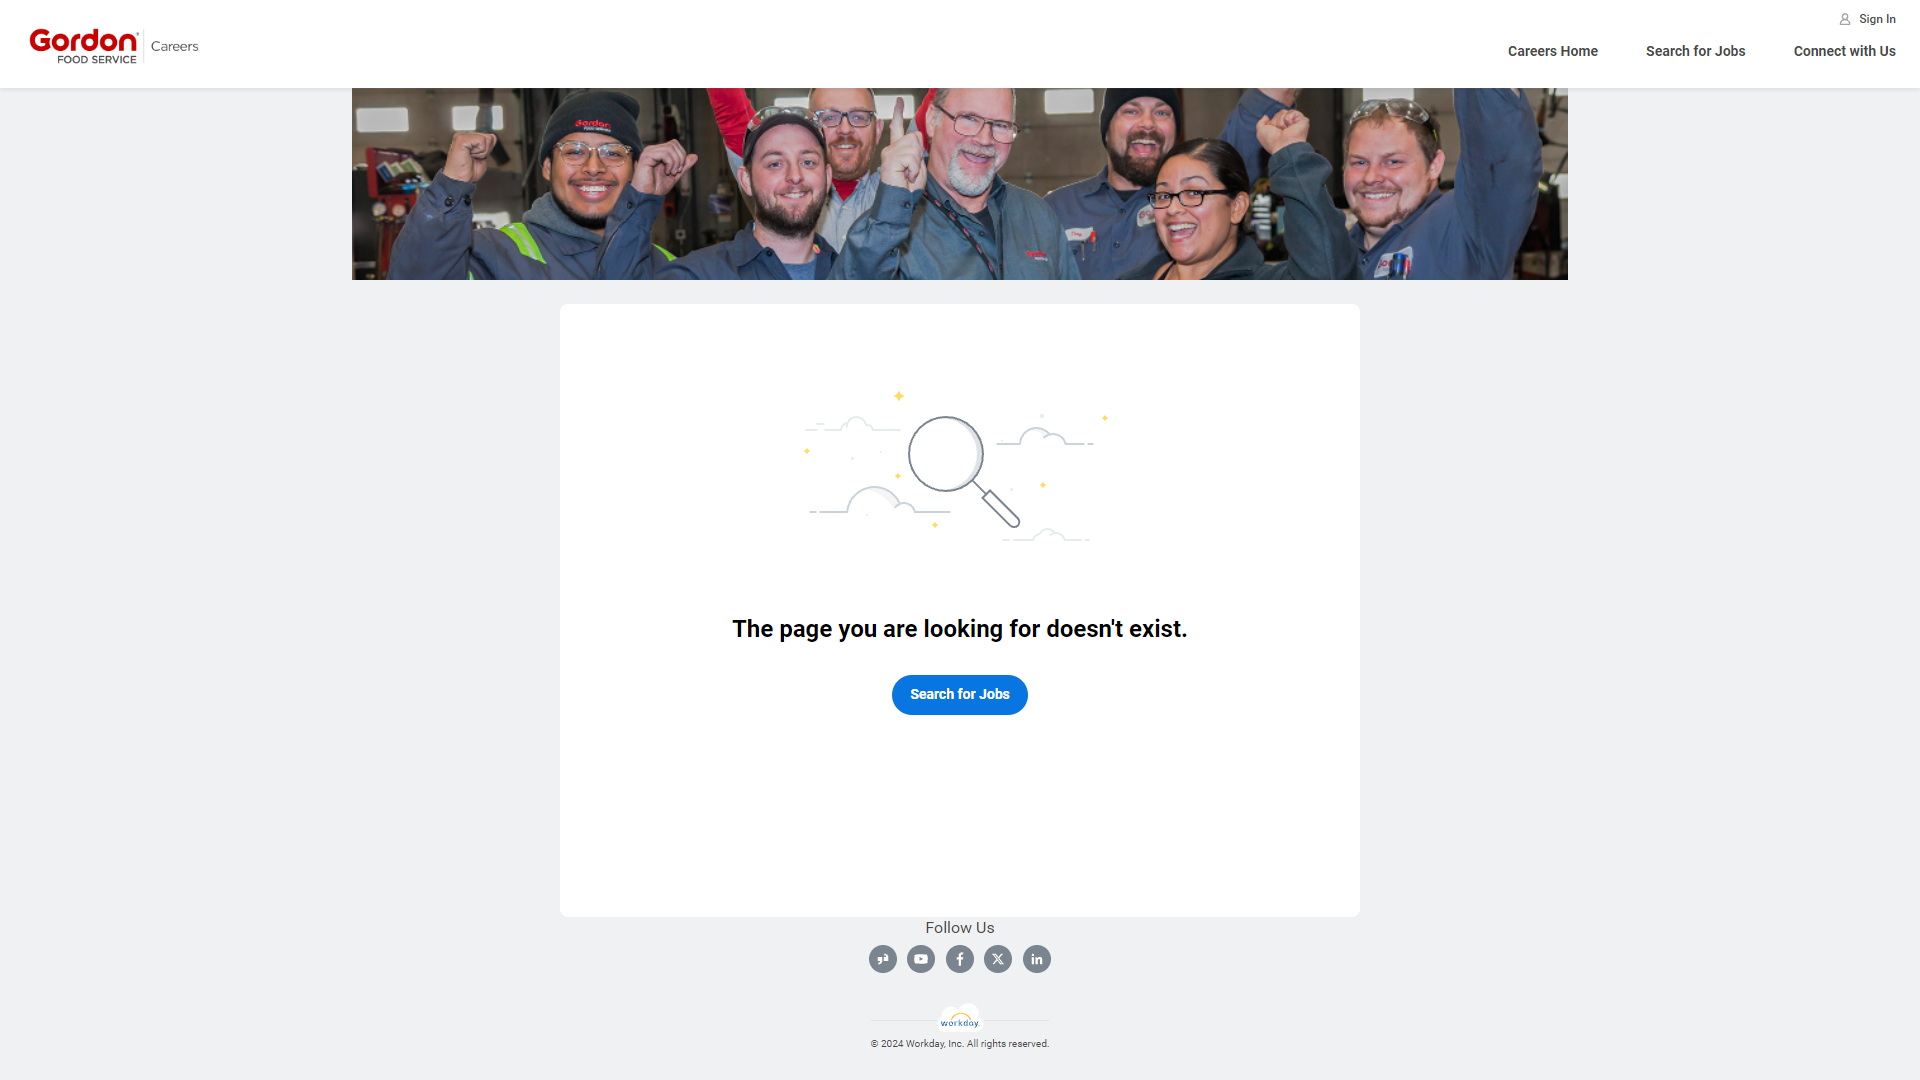 Sign In
Gordon
FOOD SERVICE
Careers
Careers Home
Search for Jobs
Connect with Us
Gordon
The page you are looking for doesn't exist.
Search for Jobs
Follow Us
workday.
© 2024 Workday, Inc. All rights reserved.